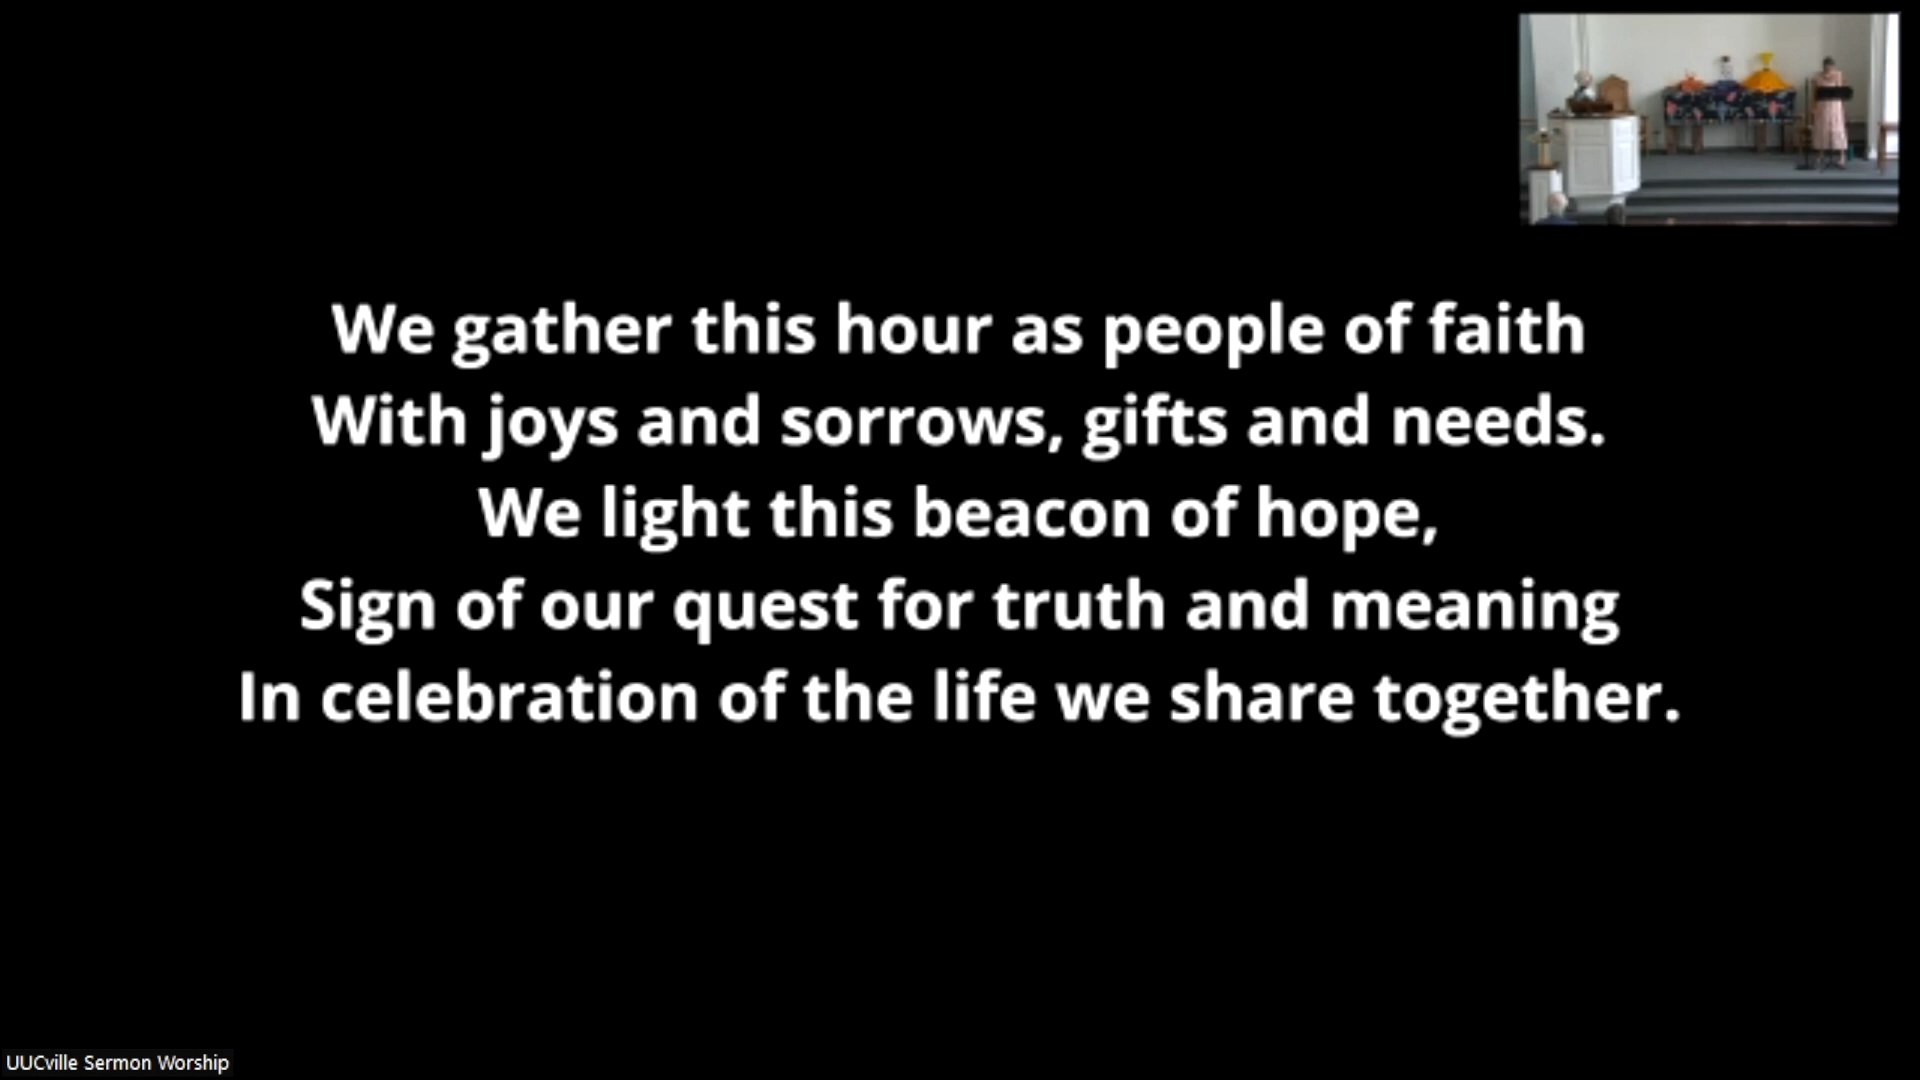 We gather this hour as people of faith
With joys and sorrows, gifts and needs.
We light this beacon of hope,
Sign of our quest for truth and meaning
In celebration of the life we share together.
UUCville Sermon Worship